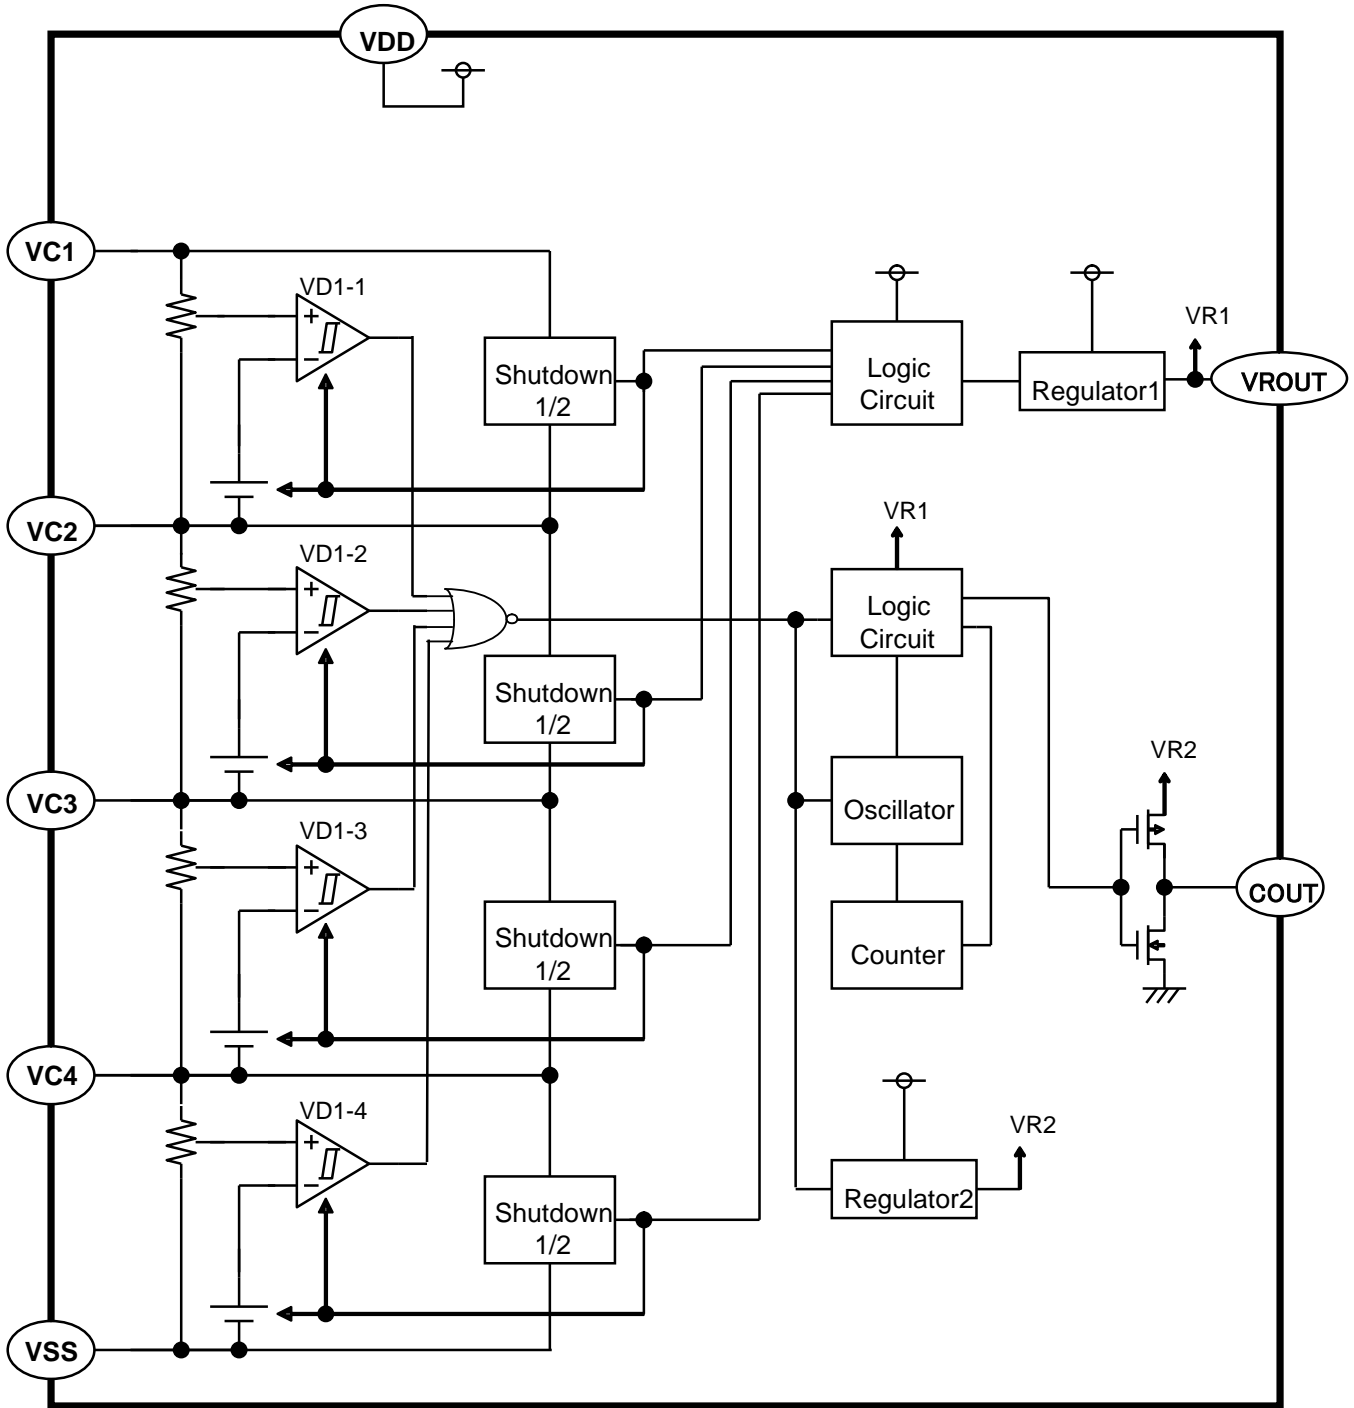 VDD
VC1
VD1-1
+
−
Shutdown
1/2
Logic
Circuit
Regulator1
VR1
VROUT
VC2
VD1-2
+
−
Shutdown
1/2
VR1
Logic
Circuit
Oscillator
Counter
VR2
COUT
VC3
VD1-3
+
−
Shutdown
1/2
VC4
VD1-4
+
−
Shutdown
1/2
Regulator2
VR2
VSS